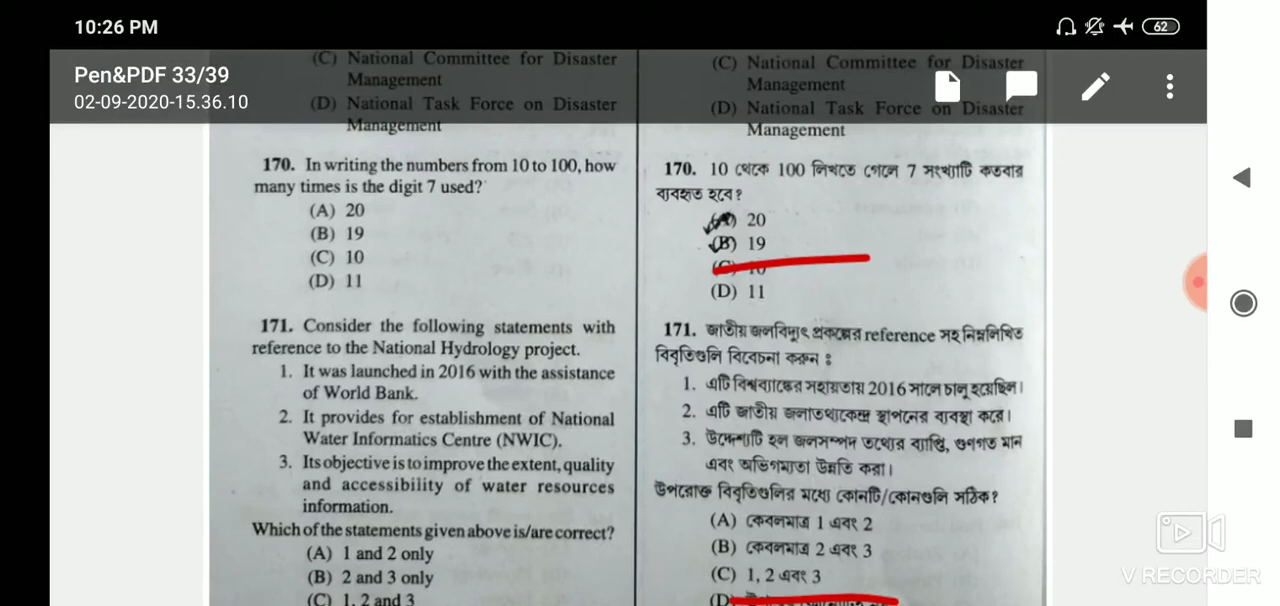 10:26 PM
62
Pen&PDF 33/39
02-09-2020-15.36.10
(C) National Committee for Disaster
Management
(D) National Task Force on Disaster
Management
170. In writing the numbers from 10 to 100, how
many times is the digit 7 used?
(A) 20
(B) 19
(C) 10
(D) 11
171. Consider the following statements with
reference to the National Hydrology project.
1. It was launched in 2016 with the assistance
of World Bank.
2. It provides for establishment of National
Water Informatics Centre (NWIC).
3. Its objective is to improve the extent, quality
and accessibility of water resources
information.
Which of the statements given above is/are correct?
(A) 1 and 2 only
(B) 2 and 3 only
(C) 1, 2 and 3
(C) National Committee for Disaster
Management
(D) National Task Force on Disaster
Management
170. 10 থেকে 100 লিখতে গেলে 7 সংখ্যাটি কতবার
ব্যবহৃত হবে?
(A) 20
(B) 19
(C) 10
(D) 11
171. জাতীয় জলবিদ্যুৎ প্রকল্পের reference সহ নিম্নলিখিত
বিবৃতিগুলি বিবেচনা করুন :
1. এটি বিশ্বব্যাঙ্কের সহায়তায় 2016 সালে চালু হয়েছিল।
2. এটি জাতীয় জলতথ্যকেন্দ্র স্থাপনের ব্যবস্থা করে।
3. উদ্দেশ্যটি হল জলসম্পদ তথ্যের ব্যাপ্তি, গুণগত মান
এবং অভিগম্যতা উন্নতি করা।
উপরোক্ত বিবৃতিগুলির মধ্যে কোনটি/কোনগুলি সঠিক?
(A) কেবলমাত্র 1 এবং 2
(B) কেবলমাত্র 2 এবং 3
(C) 1, 2 এবং 3
(D)
V RECORDER